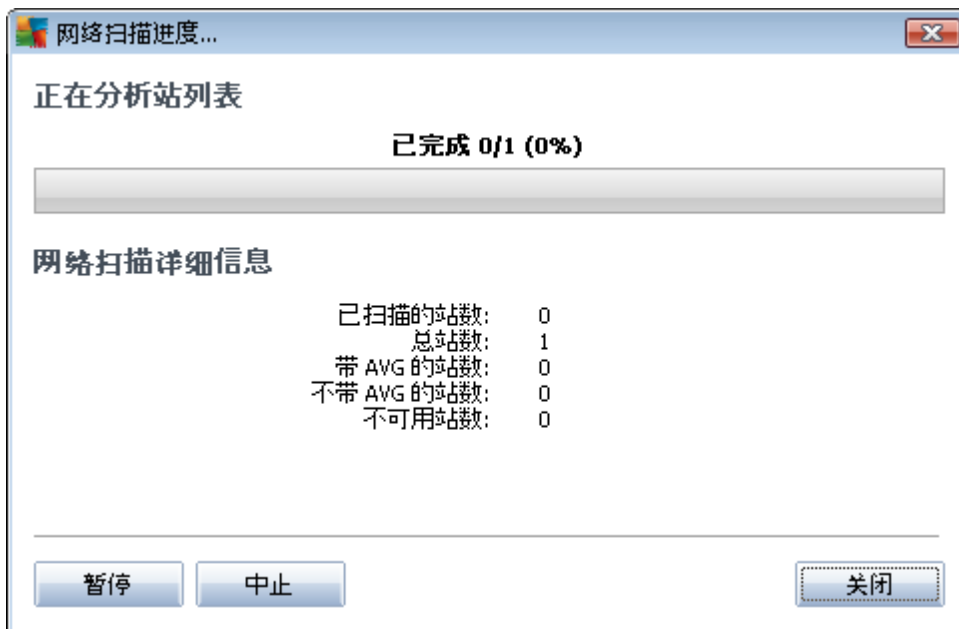 网络扫描进度...
正在分析站列表
已完成 0/1 (0%)
网络扫描详细信息
已扫描的站数: 0
总站数: 1
带 AVG 的站数: 0
不带 AVG 的站数: 0
不可用站数: 0
暂停 中止 关闭